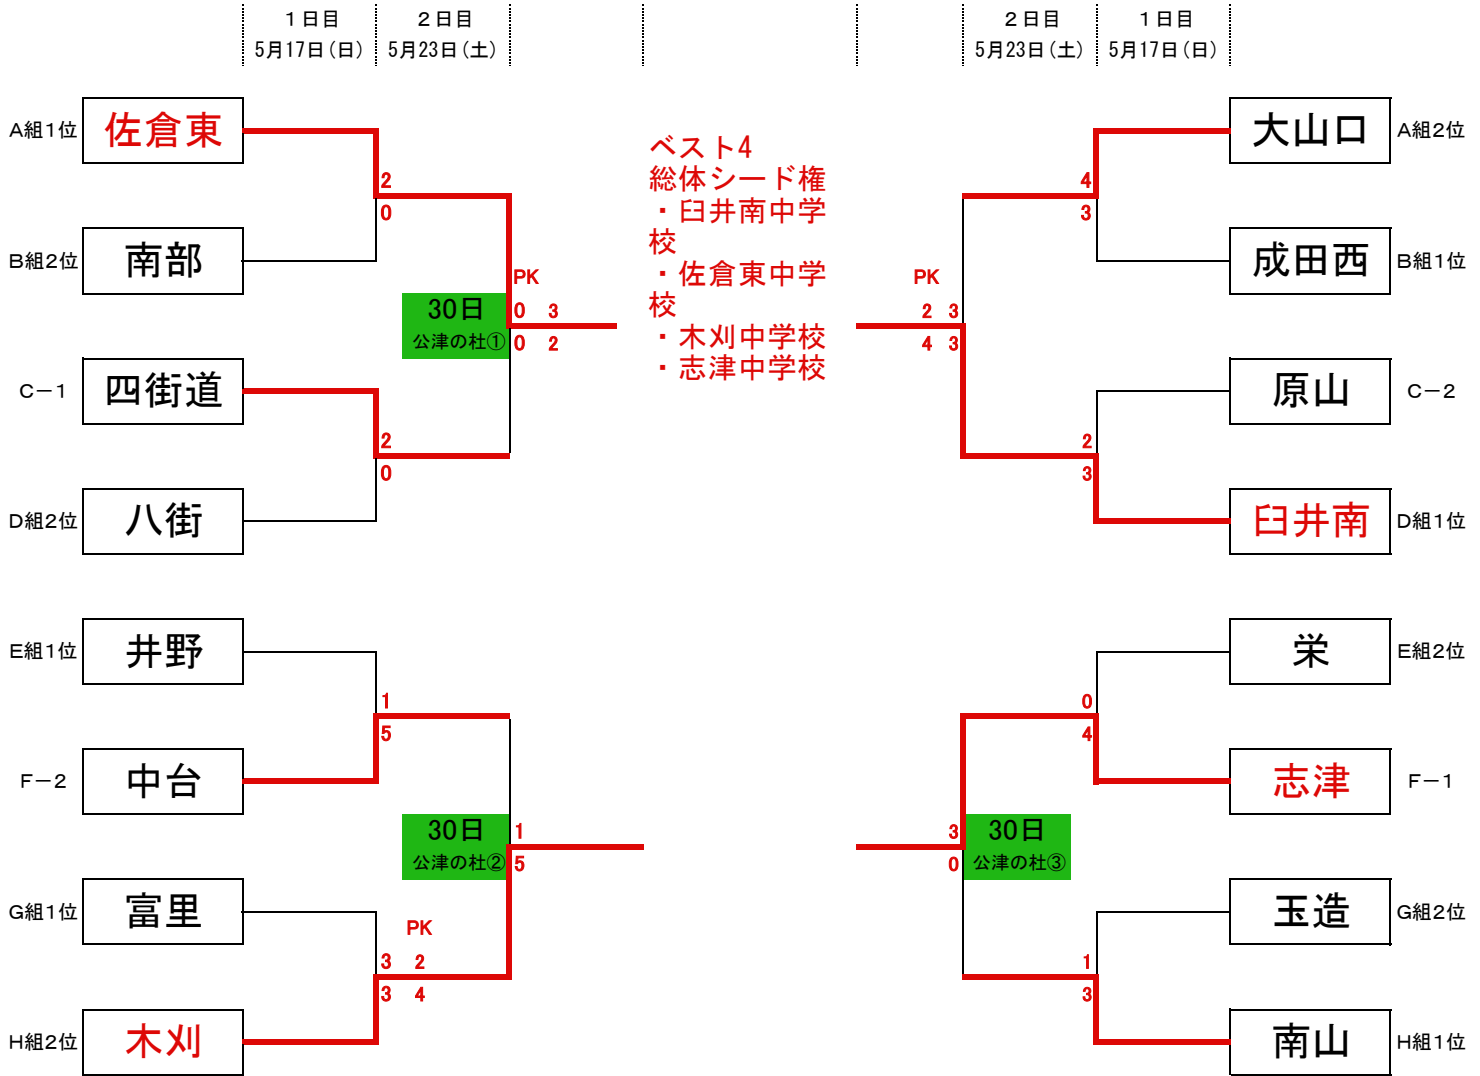 1日目 2日目 2日目 1日目
5月17日(日) 5月23日(土) 5月23日(土) 5月17日(日)
A組1位 佐倉東 大山口 A組2位
ベスト4
総体シード権
・臼井南中学
校
・佐倉東中学
校
・木刈中学校
・志津中学校
2 4
0 3
B組2位 南部 成田西 B組1位
PK PK
30日 0 3 2 3
公津の杜① 0 2 4 3
C－1 四街道 原山 C－2
2 2
0 3
D組2位 八街 臼井南 D組1位
E組1位 井野 栄 E組2位
1 0
5 4
F－2 中台 志津 F－1
30日 1 3 30日
公津の杜② 5 0 公津の杜③
G組1位 富里 玉造 G組2位
PK
3 2 1
3 4 3
H組2位 木刈 南山 H組1位